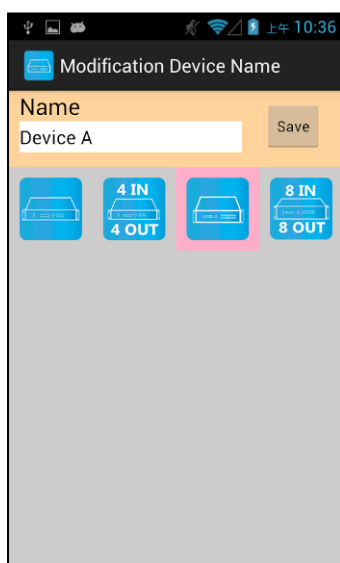 上午 10:36
Modification Device Name
Name
Device A
Save
4 IN
4 OUT
8 IN
8 OUT